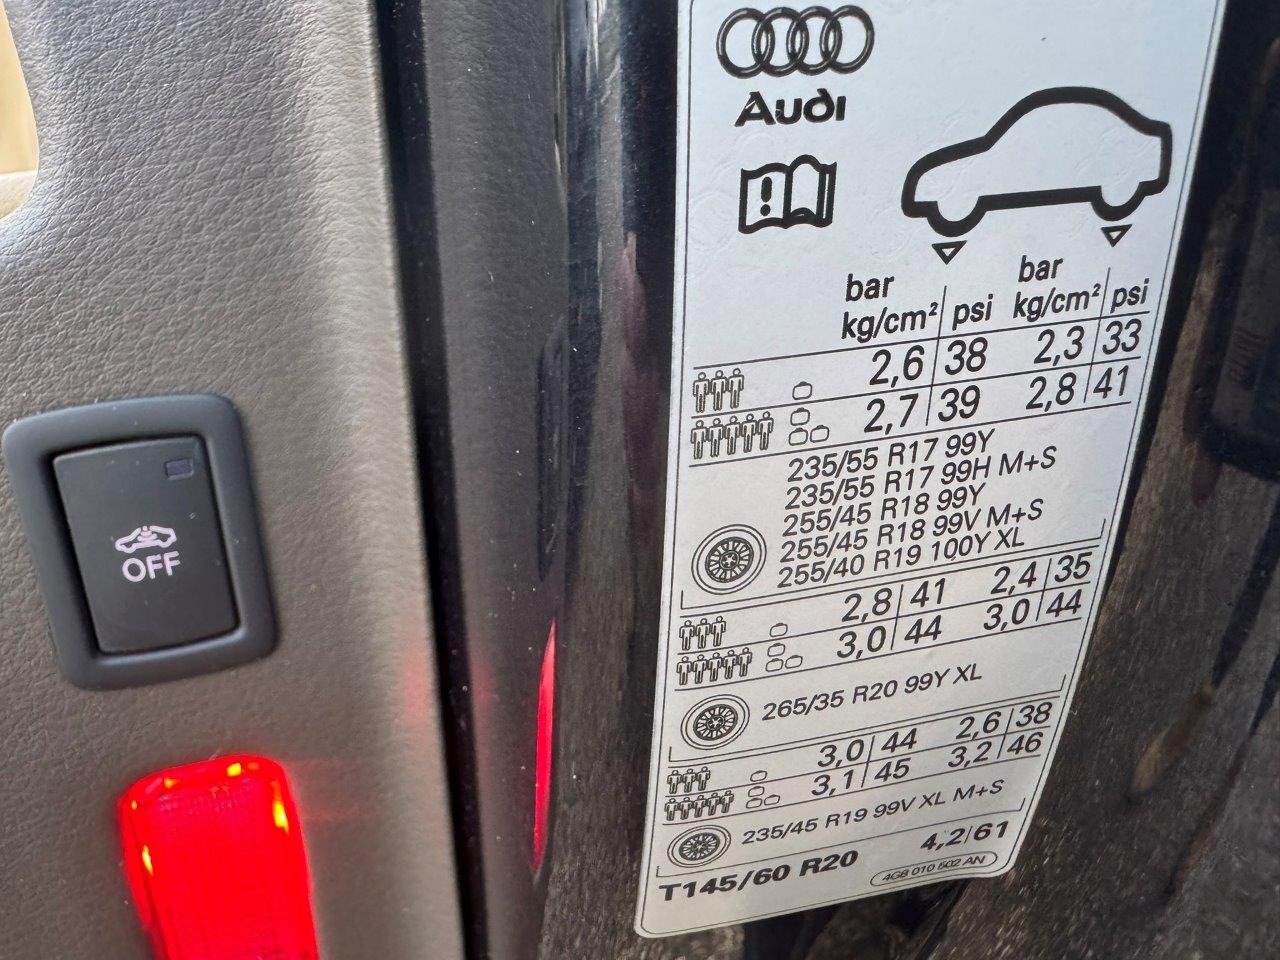 Audi
bar bar
kg/cm² psi kg/cm² psi
2,6 38 2,3 33
2,7 39 2,8 41
235/55 R17 99Y
235/55 R17 99H M+S
255/45 R18 99Y
255/45 R18 99V M+S
255/40 R19 100Y XL
2,8 41 2,4 35
3,0 44 3,0 44
265/35 R20 99Y XL
3,0 44 2,6 38
3,1 45 3,2 46
235/45 R19 99V XL M+S
T145/60 R20 4,2/61
4G8 010 502 AN
OFF